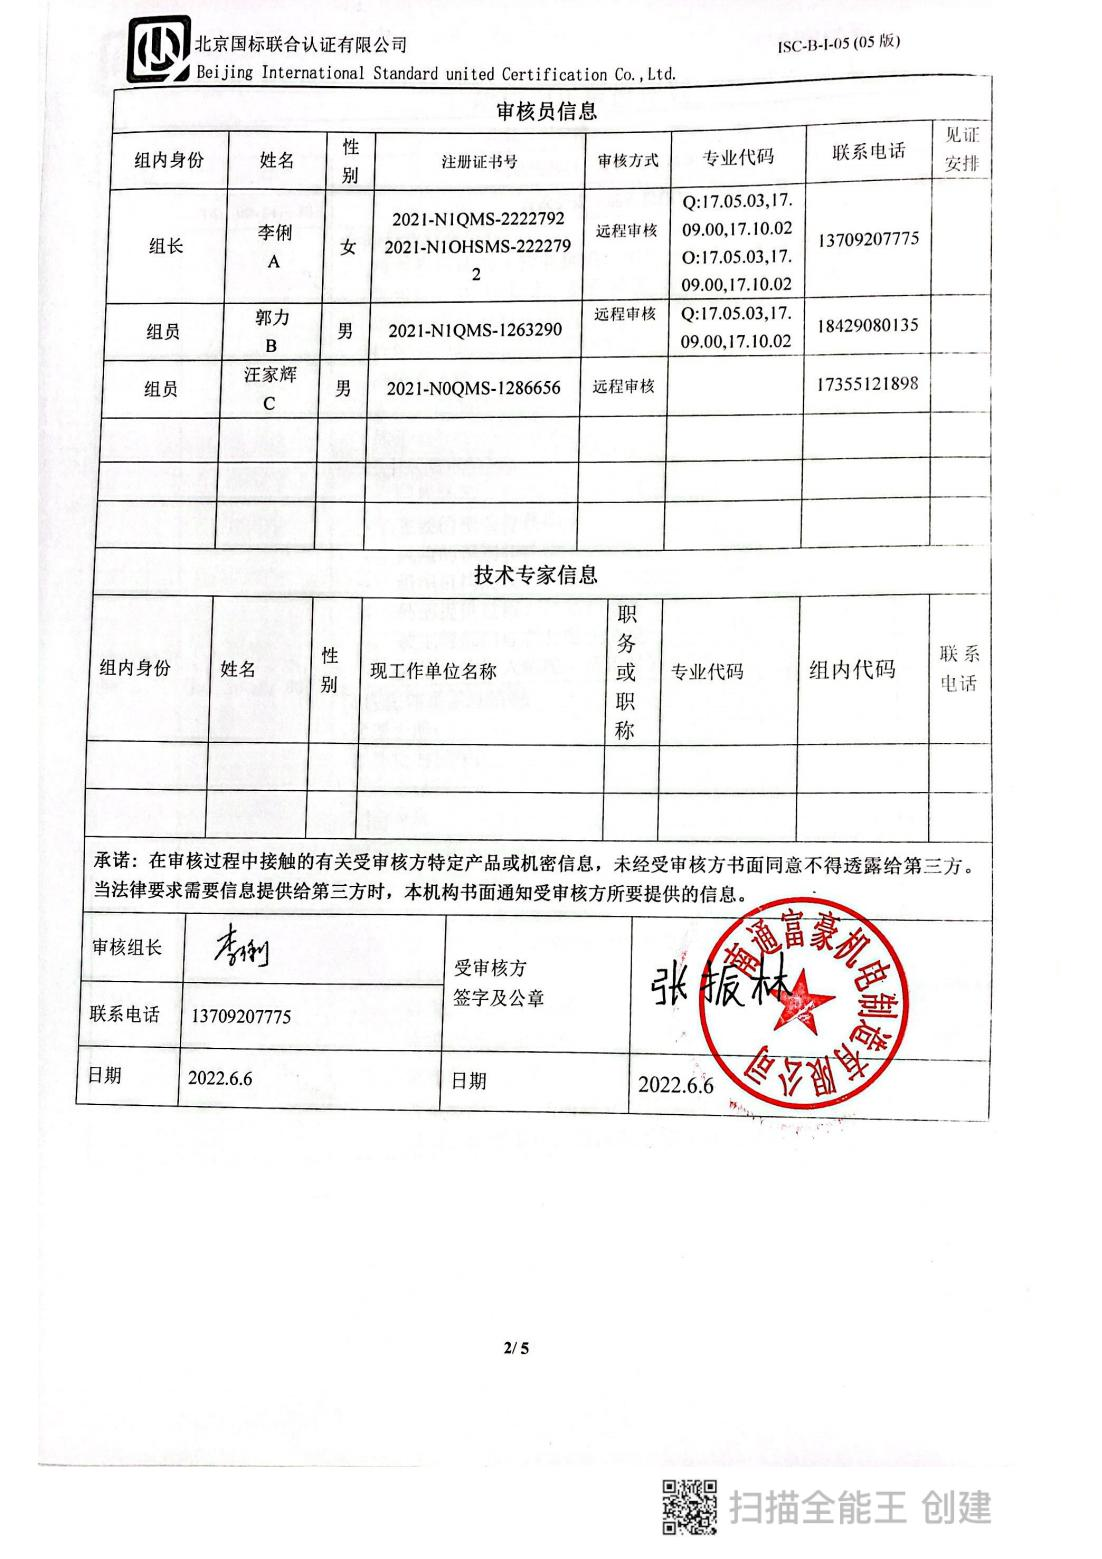 北京国标联合认证有限公司
ISC-B-I-05 (05 版)
Beijing International Standard united Certification Co.,Ltd.
审核员信息
组内身份 姓名 性别 注册证书号 审核方式 专业代码 联系电话 见证安排
组长 李俐 A 女 2021-N1QMS-2222792 2021-N1OHSMS-2222792 远程审核 Q:17.05.03,17.09.00,17.10.02 O:17.05.03,17.09.00,17.10.02 13709207775
组员 郭力 B 男 2021-N1QMS-1263290 远程审核 Q:17.05.03,17.09.00,17.10.02 18429080135
组员 汪家辉 C 男 2021-N0QMS-1286656 远程审核 17355121898
技术专家信息
组内身份 姓名 性别 现工作单位名称 职务或职称 专业代码 组内代码 联系电话
承诺：在审核过程中接触的有关受审核方特定产品或机密信息，未经受审核方书面同意不得透露给第三方。
当法律要求需要信息提供给第三方时，本机构书面通知受审核方所要提供的信息。
审核组长 李俐
受审核方
签字及公章
张振林
南通富豪机电制造有限公司
联系电话 13709207775
日期 2022.6.6 日期 2022.6.6
2/ 5
扫描全能王 创建